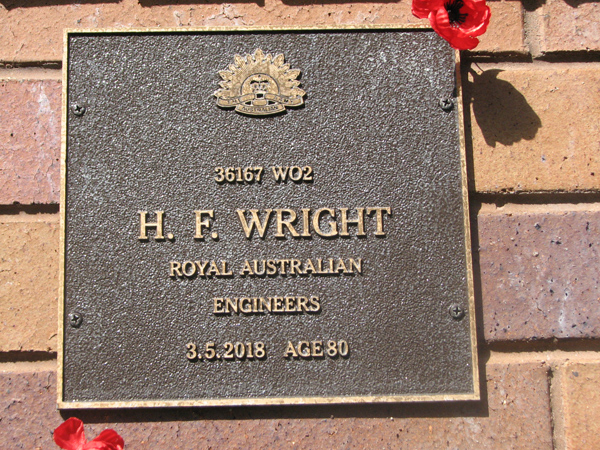 36167 WO2
H. F. WRIGHT
ROYAL AUSTRALIAN
ENGINEERS
3.5.2018 AGE 80